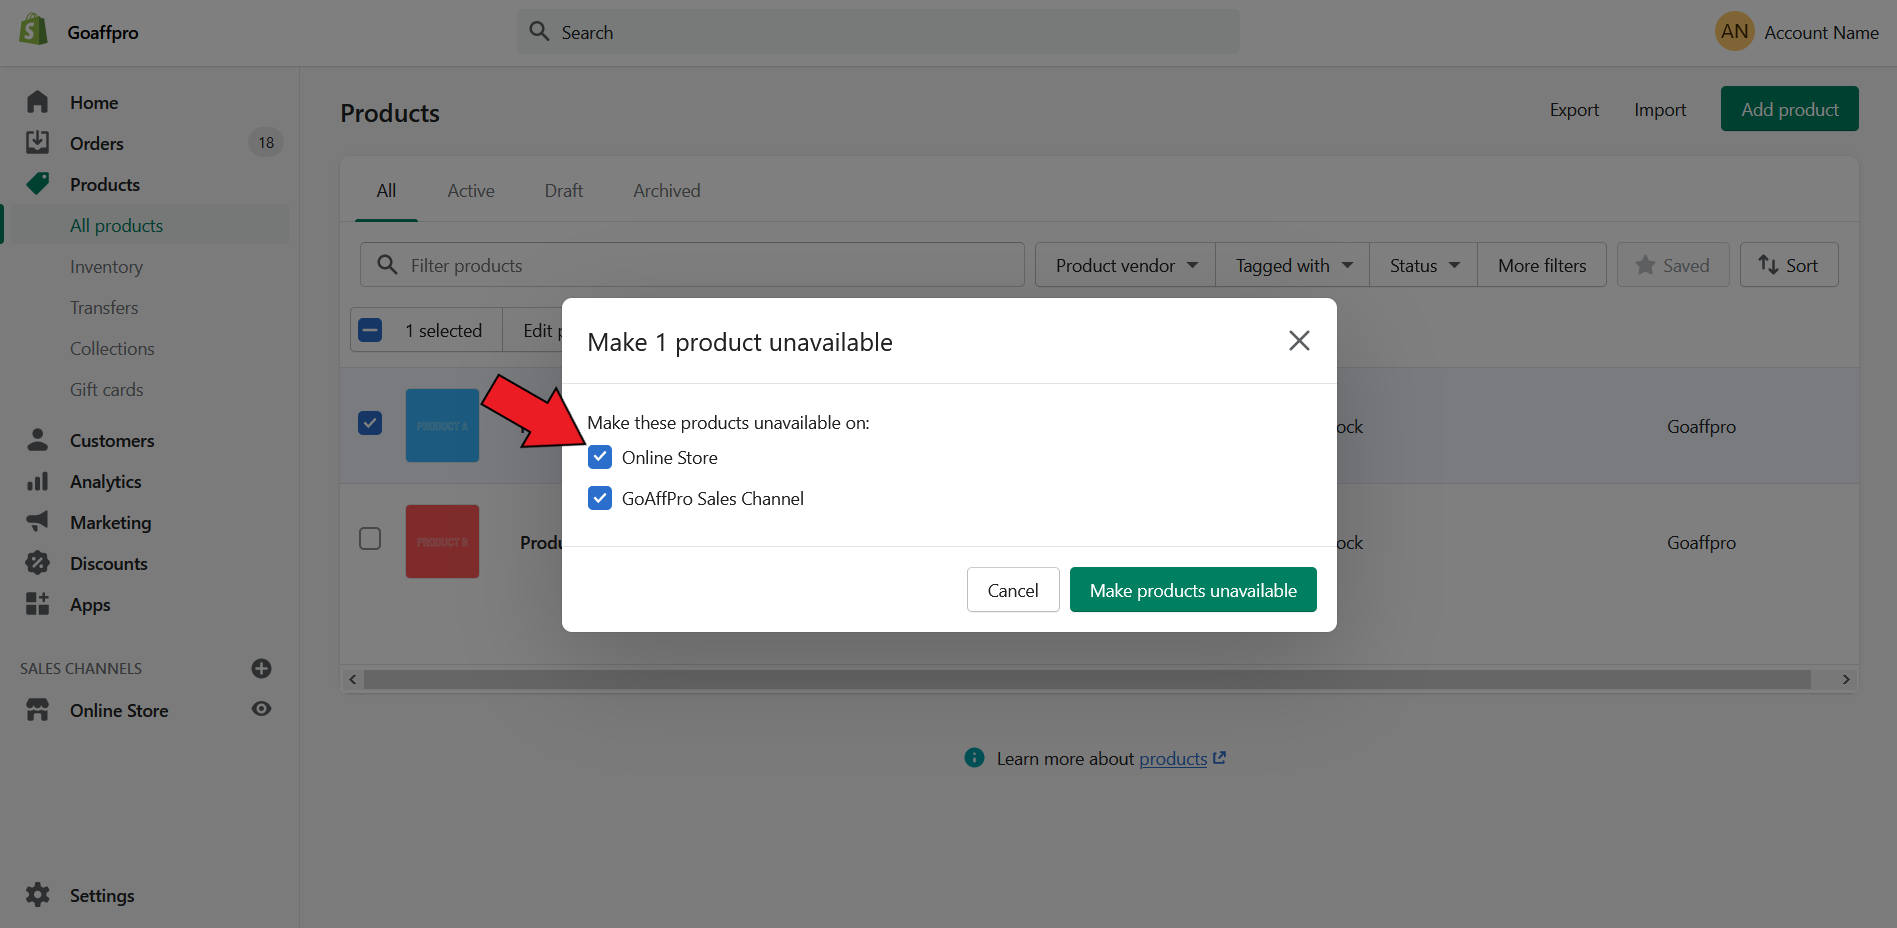 Goaffpro
Search
AN Account Name
Home
Orders 18
Products
All products
Inventory
Transfers
Collections
Gift cards
Customers
Analytics
Marketing
Discounts
Apps
SALES CHANNELS
Online Store
Settings
Products
Export Import Add product
All Active Draft Archived
Filter products Product vendor Tagged with Status More filters Saved Sort
1 selected Edit
PRODUCT A ock Goaffpro
PRODUCT B Produ ock Goaffpro
Make 1 product unavailable
Make these products unavailable on:
Online Store
GoAffPro Sales Channel
Cancel Make products unavailable
Learn more about products